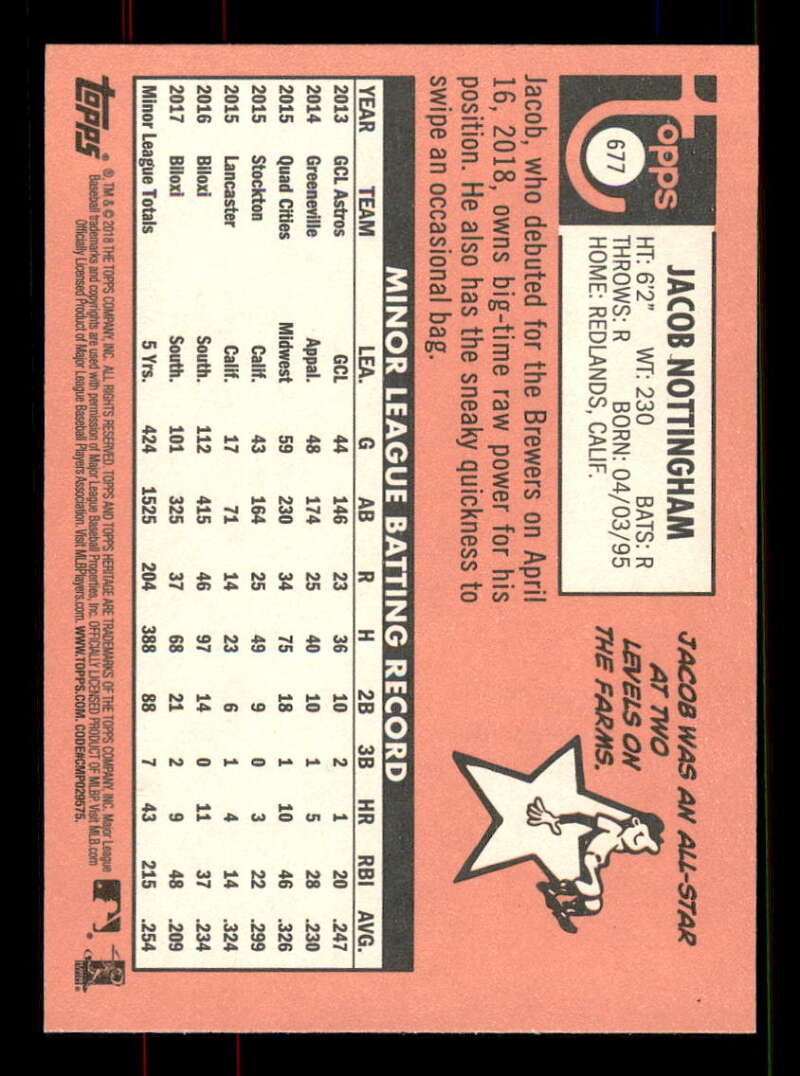 topps
677
JACOB NOTTINGHAM
HT: 6'2" WT: 230 BATS: R
THROWS: R BORN: 04/03/95
HOME: REDLANDS, CALIF.
JACOB WAS AN ALL-STAR
AT TWO
LEVELS ON
THE FARMS.
Jacob, who debuted for the Brewers on April
16, 2018, owns big-time raw power for his
position. He also has the sneaky quickness to
swipe an occasional bag.
MINOR LEAGUE BATTING RECORD
YEAR TEAM LEA. G AB R H 2B 3B HR RBI AVG.
2013 GCL Astros GCL 44 146 23 36 10 2 1 20 .247
2014 Greeneville Appal. 48 174 25 40 10 1 5 28 .230
2015 Quad Cities Midwest 59 230 34 75 18 1 10 46 .326
2015 Stockton Calif. 43 164 25 49 9 0 3 22 .299
2015 Lancaster Calif. 17 71 14 23 6 1 4 14 .324
2016 Biloxi South. 112 415 46 97 14 0 11 37 .234
2017 Biloxi South. 101 325 37 68 21 2 9 48 .209
Minor League Totals 5 Yrs. 424 1525 204 388 88 7 43 215 .254
topps® ® TM & © 2018 THE TOPPS COMPANY, INC. ALL RIGHTS RESERVED. TOPPS AND TOPPS HERITAGE ARE TRADEMARKS OF THE TOPPS COMPANY, INC. Major League
Baseball trademarks and copyrights are used with permission of Major League Baseball Properties, Inc. OFFICIALLY LICENSED PRODUCT OF MLBP Visit MLB.com
Officially Licensed Product of Major League Baseball Players Association. Visit MLBPlayers.com. WWW.TOPPS.COM. CODE#CMP029575.